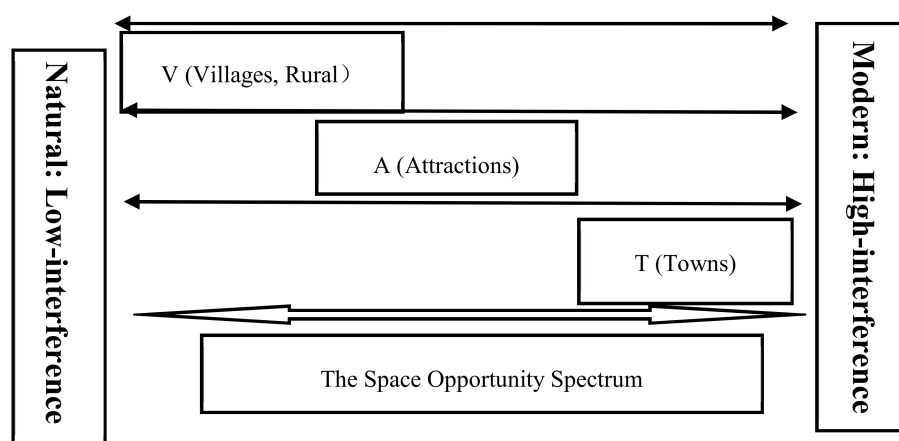 Natural: Low-interference
V (Villages, Rural）
A (Attractions)
T (Towns)
The Space Opportunity Spectrum
Modern: High-interference